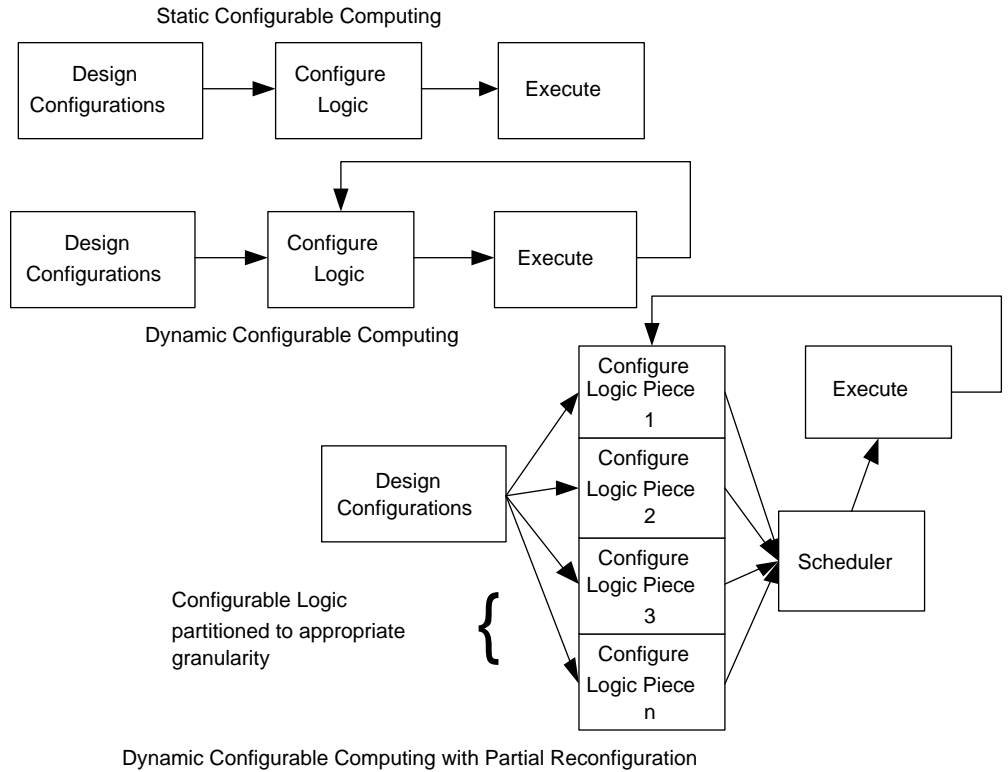 Static Configurable Computing
Design
Configurations
Configure
Logic
Execute
Design
Configurations
Configure
Logic
Execute
Dynamic Configurable Computing
Configure
Logic Piece
1
Configure
Logic Piece
2
Configure
Logic Piece
3
Configure
Logic Piece
n
Execute
Design
Configurations
Scheduler
Configurable Logic
partitioned to appropriate
granularity
{
Dynamic Configurable Computing with Partial Reconfiguration